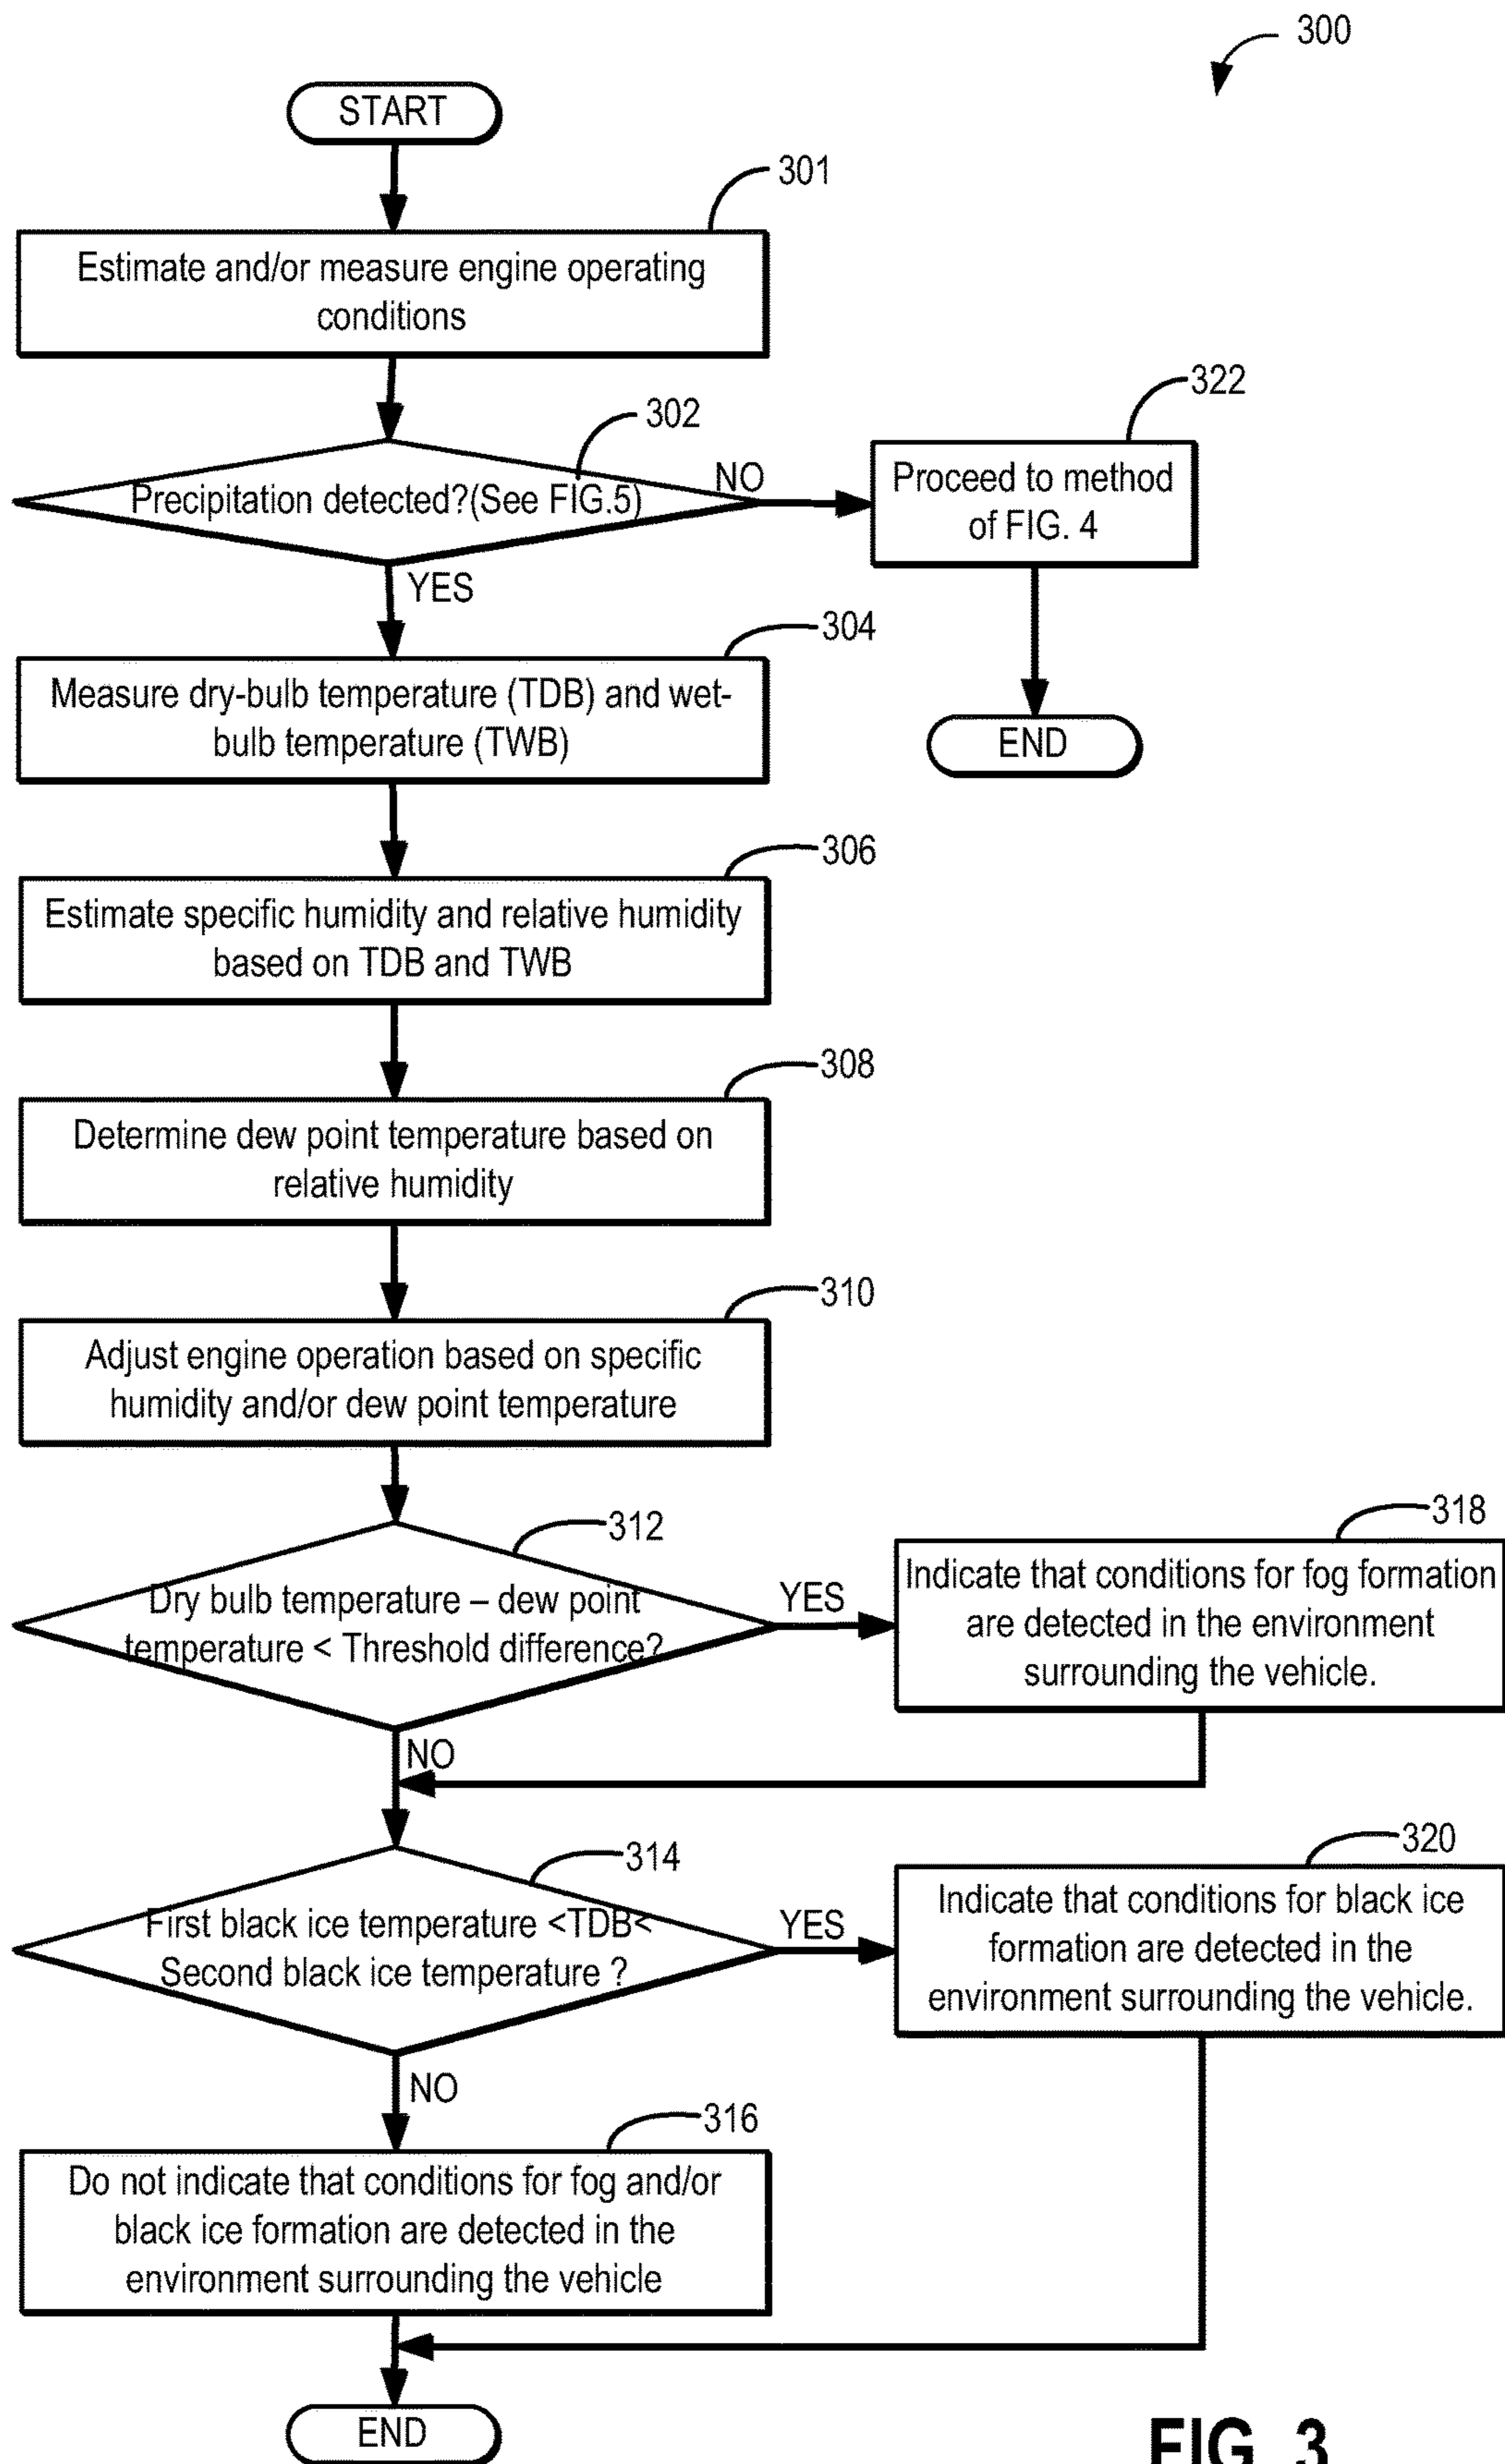 300
START
301
Estimate and/or measure engine operating
conditions
302
Precipitation detected?(See FIG.5)
NO
322
Proceed to method
of FIG. 4
END
YES
304
Measure dry-bulb temperature (TDB) and wet-
bulb temperature (TWB)
306
Estimate specific humidity and relative humidity
based on TDB and TWB
308
Determine dew point temperature based on
relative humidity
310
Adjust engine operation based on specific
humidity and/or dew point temperature
312
Dry bulb temperature – dew point
temperature < Threshold difference?
YES
318
Indicate that conditions for fog formation
are detected in the environment
surrounding the vehicle.
NO
314
First black ice temperature <TDB<
Second black ice temperature ?
YES
320
Indicate that conditions for black ice
formation are detected in the
environment surrounding the vehicle.
NO
316
Do not indicate that conditions for fog and/or
black ice formation are detected in the
environment surrounding the vehicle
END
FIG. 3